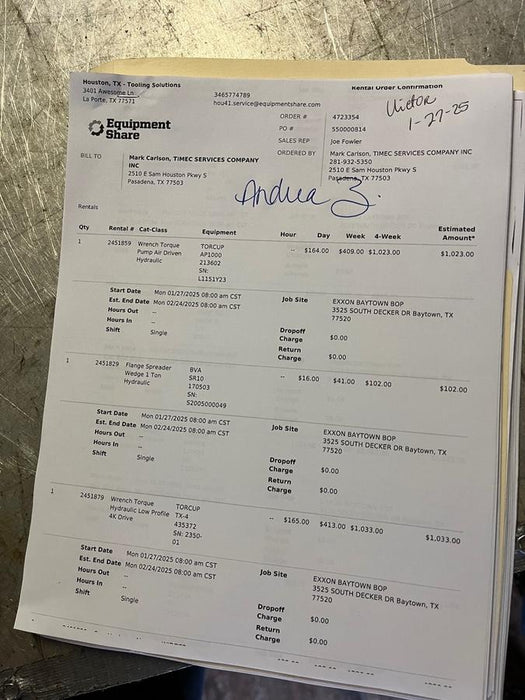 Houston, TX - Tooling Solutions
3401 Awesome Ln
La Porte, TX 77571
3465774789
hou41.service@equipmentshare.com
Rental Order Confirmation
Victor
1-27-25
Equipment
Share
ORDER # 4723354
PO # 550000814
SALES REP Joe Fowler
ORDERED BY Mark Carlson, TIMEC SERVICES COMPANY INC
281-932-5350
2510 E Sam Houston Pkwy S
Pasadena, TX 77503
BILL TO Mark Carlson, TIMEC SERVICES COMPANY
INC
2510 E Sam Houston Pkwy S
Pasadena, TX 77503
Andrea Z.
Rentals
Qty Rental # Cat-Class Equipment Hour Day Week 4-Week Estimated
Amount*
1 2451859 Wrench Torque TORCUP -- $164.00 $409.00 $1,023.00 $1,023.00
Pump Air Driven AP1000
Hydraulic 213602
SN:
L1151Y23
Start Date Mon 01/27/2025 08:00 am CST Job Site EXXON BAYTOWN BOP
Est. End Date Mon 02/24/2025 08:00 am CST 3525 SOUTH DECKER DR Baytown, TX
Hours Out -- 77520
Hours In --
Shift Single
Dropoff $0.00
Charge
Return $0.00
Charge
1 2451829 Flange Spreader BVA -- $16.00 $41.00 $102.00 $102.00
Wedge 1 Ton SR10
Hydraulic 170503
SN:
S2005000049
Start Date Mon 01/27/2025 08:00 am CST Job Site EXXON BAYTOWN BOP
Est. End Date Mon 02/24/2025 08:00 am CST 3525 SOUTH DECKER DR Baytown, TX
Hours Out -- 77520
Hours In --
Shift Single
Dropoff $0.00
Charge
Return $0.00
Charge
1 2451879 Wrench Torque TORCUP -- $165.00 $413.00 $1,033.00 $1,033.00
Hydraulic Low Profile TX-4
4K Drive 435372
SN: 2350-
01
Start Date Mon 01/27/2025 08:00 am CST Job Site EXXON BAYTOWN BOP
Est. End Date Mon 02/24/2025 08:00 am CST 3525 SOUTH DECKER DR Baytown, TX
Hours Out -- 77520
Hours In --
Shift Single
Dropoff $0.00
Charge
Return $0.00
Charge